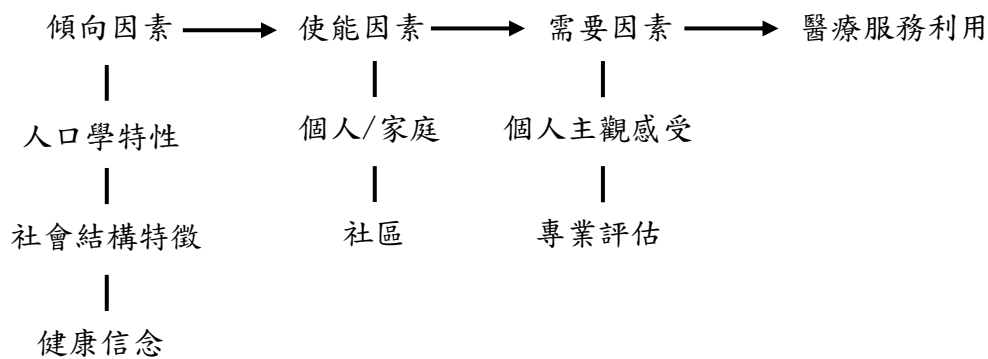 傾向因素 使能因素 需要因素 醫療服務利用
人口學特性 個人/家庭 個人主觀感受
社會結構特徵 社區 專業評估
健康信念